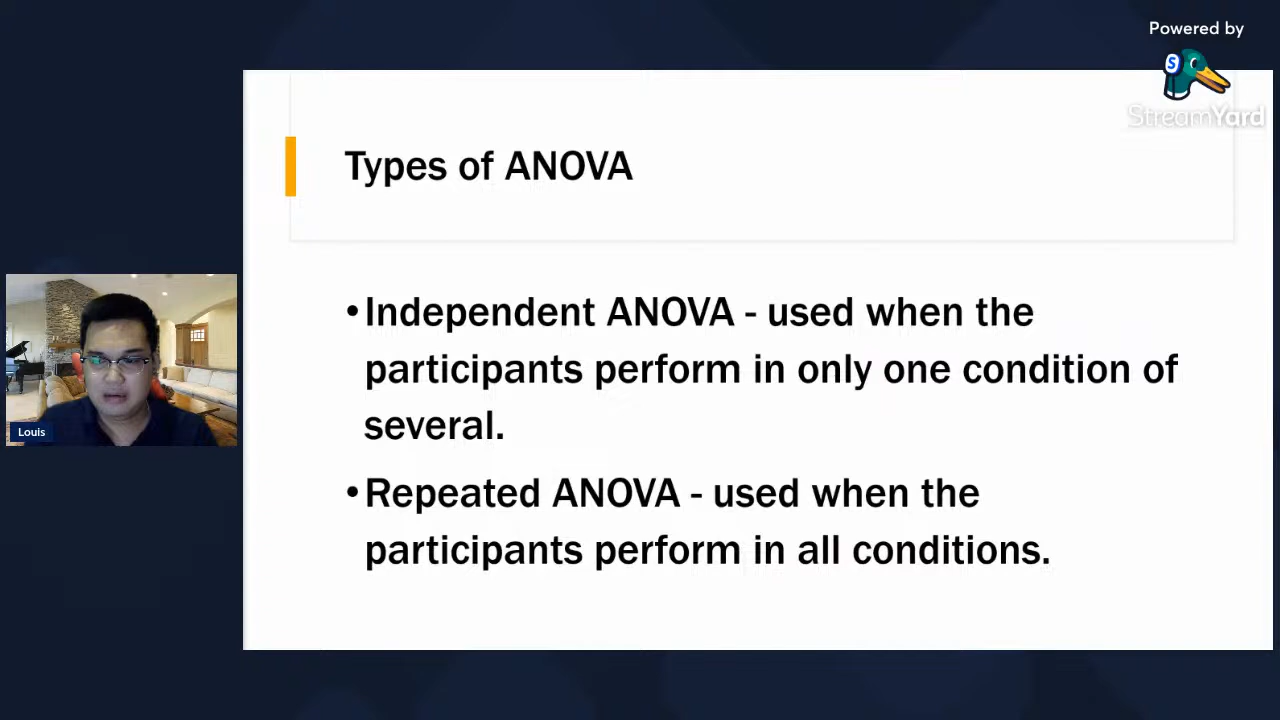 Powered by
S
StreamYard
Types of ANOVA
•Independent ANOVA - used when the
participants perform in only one condition of
several.
•Repeated ANOVA - used when the
participants perform in all conditions.
Louis